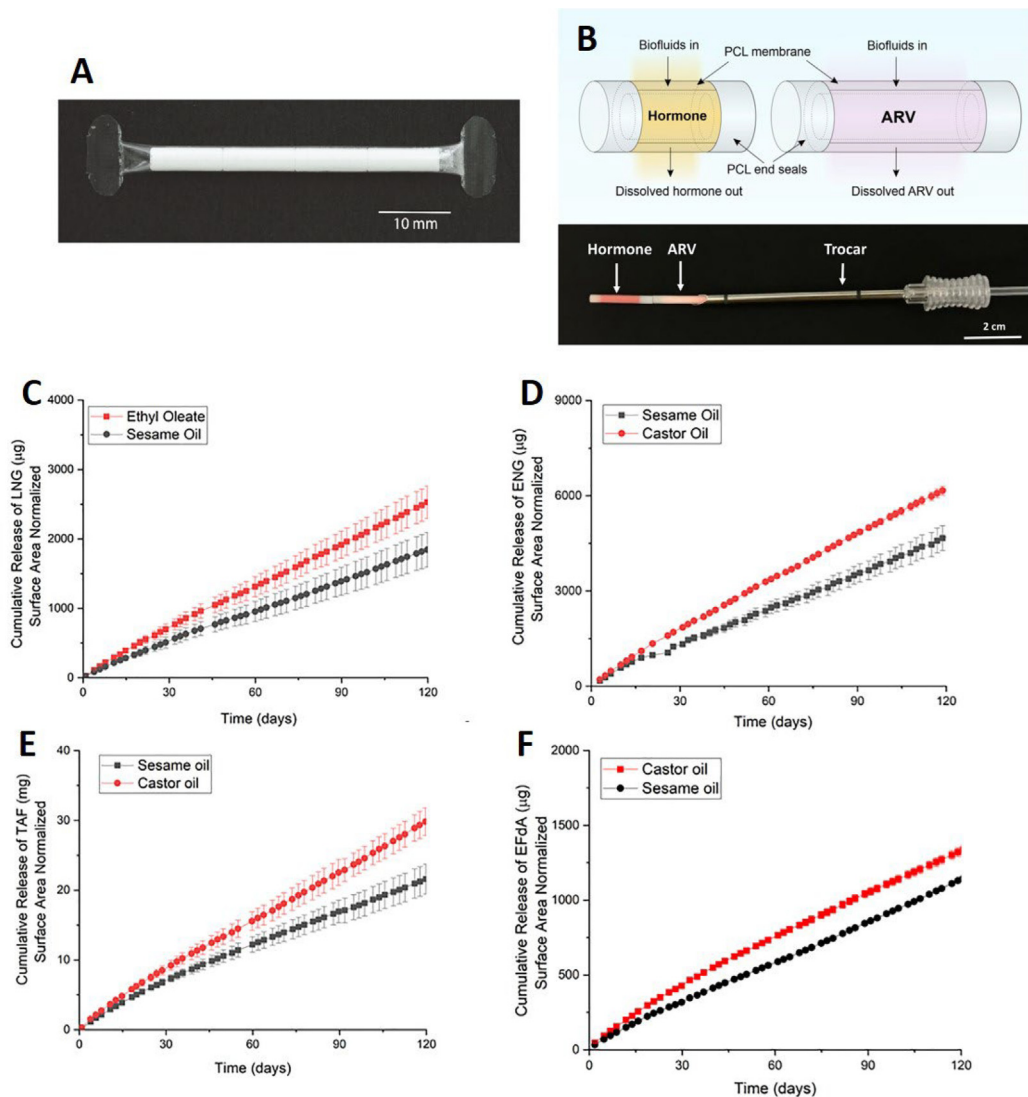 A
10 mm
B
Biofluids in
PCL membrane
Biofluids in
Hormone
ARV
PCL end seals
Dissolved hormone out
Dissolved ARV out
Hormone
ARV
Trocar
2 cm
C
Cumulative Release of LNG (μg)
Surface Area Normalized
4000
3000
2000
1000
0
Ethyl Oleate
Sesame Oil
0 30 60 90 120
Time (days)
D
Cumulative Release of ENG (μg)
Surface Area Normalized
9000
6000
3000
0
Sesame Oil
Castor Oil
0 30 60 90 120
Time (days)
E
Cumulative Release of TAF (mg)
Surface Area Normalized
40
30
20
10
0
Sesame oil
Castor oil
0 30 60 90 120
Time (days)
F
Cumulative Release of EFdA (μg)
Surface Area Normalized
2000
1500
1000
500
0
Castor oil
Sesame oil
0 30 60 90 120
Time (days)